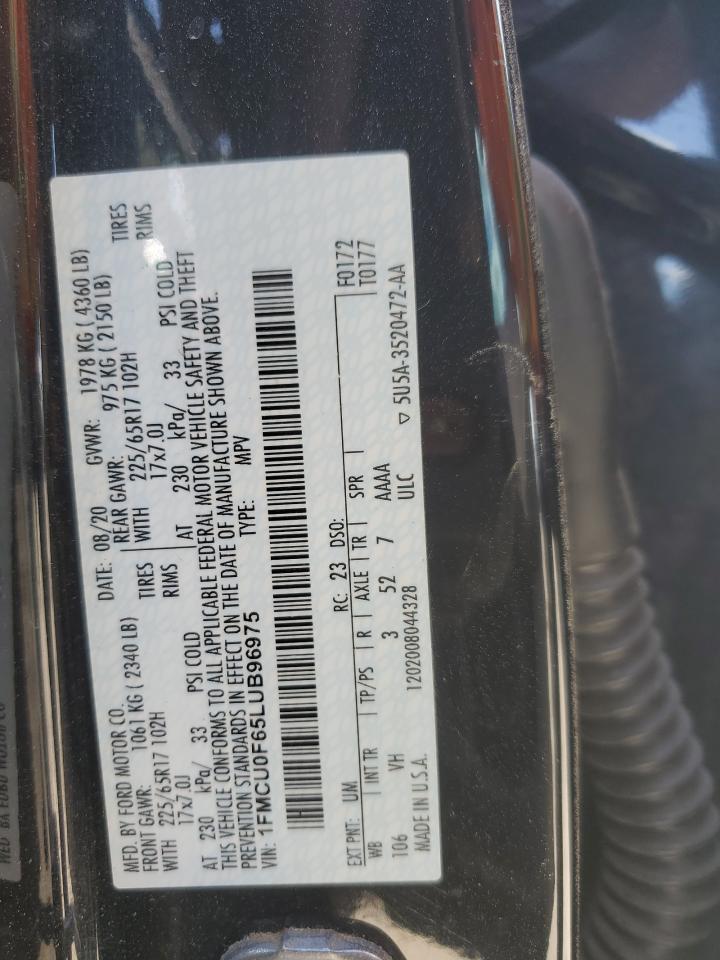 MFD. BY FORD MOTOR CO.
DATE: 08/20 GVWR: 1978 KG ( 4360 LB)
FRONT GAWR: 1061 KG ( 2340 LB)
REAR GAWR: 975 KG ( 2150 LB)
WITH 225/65R17 102H TIRES
WITH 225/65R17 102H TIRES
17x7.0J RIMS
17x7.0J RIMS
AT 230 kPa/ 33 PSI COLD
AT 230 kPa/ 33 PSI COLD
THIS VEHICLE CONFORMS TO ALL APPLICABLE FEDERAL MOTOR VEHICLE SAFETY AND THEFT
PREVENTION STANDARDS IN EFFECT ON THE DATE OF MANUFACTURE SHOWN ABOVE.
VIN: 1FMCU0F65LUB96975 TYPE: MPV
EXT PNT: UM RC: 23 DSO: F0172
WB INT TR TP/PS R AXLE TR SPR T0177
106 VH 3 52 7 AAAA
MADE IN U.S.A. 1202008044328 ULC
▽ 5U5A-3520472-AA